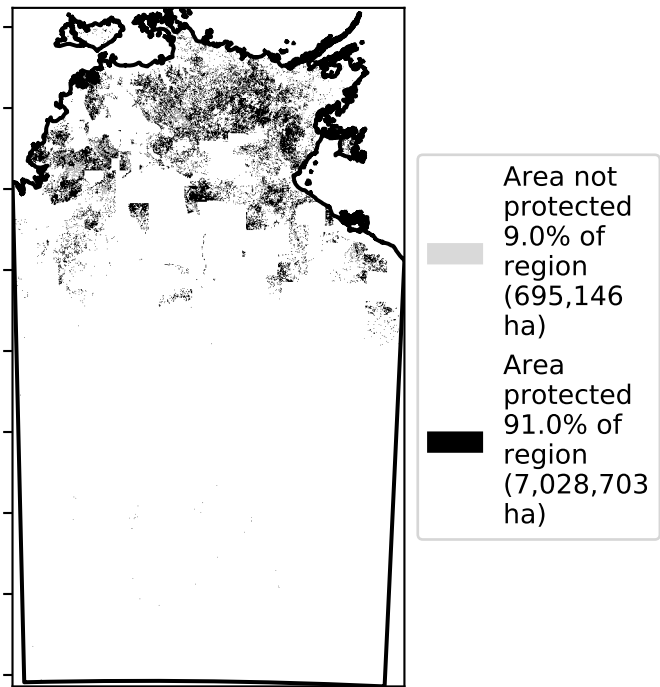 Area not
protected
9.0% of
region
(695,146
ha)
Area
protected
91.0% of
region
(7,028,703
ha)